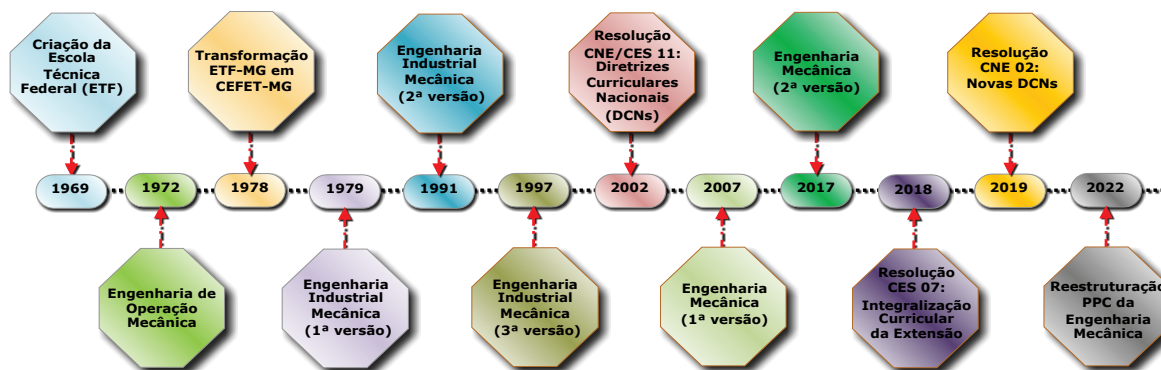 Criação da
Escola
Técnica
Federal (ETF)
Transformação
ETF-MG em
CEFET-MG
Engenharia
Industrial
Mecânica
(2ª versão)
Resolução
CNE/CES 11:
Diretrizes
Curriculares
Nacionais
(DCNs)
Engenharia
Mecânica
(2ª versão)
Resolução
CNE 02:
Novas DCNs
1969
1972
1978
1979
1991
1997
2002
2007
2017
2018
2019
2022
Engenharia de
Operação
Mecânica
Engenharia
Industrial
Mecânica
(1ª versão)
Engenharia
Industrial
Mecânica
(3ª versão)
Engenharia
Mecânica
(1ª versão)
Resolução
CES 07:
Integralização
Curricular
da Extensão
Reestruturação
PPC da
Engenharia
Mecânica